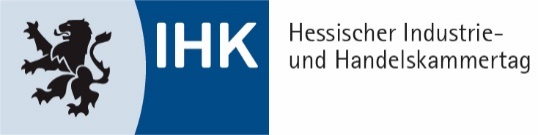 IHK
Hessischer Industrie-
und Handelskammertag